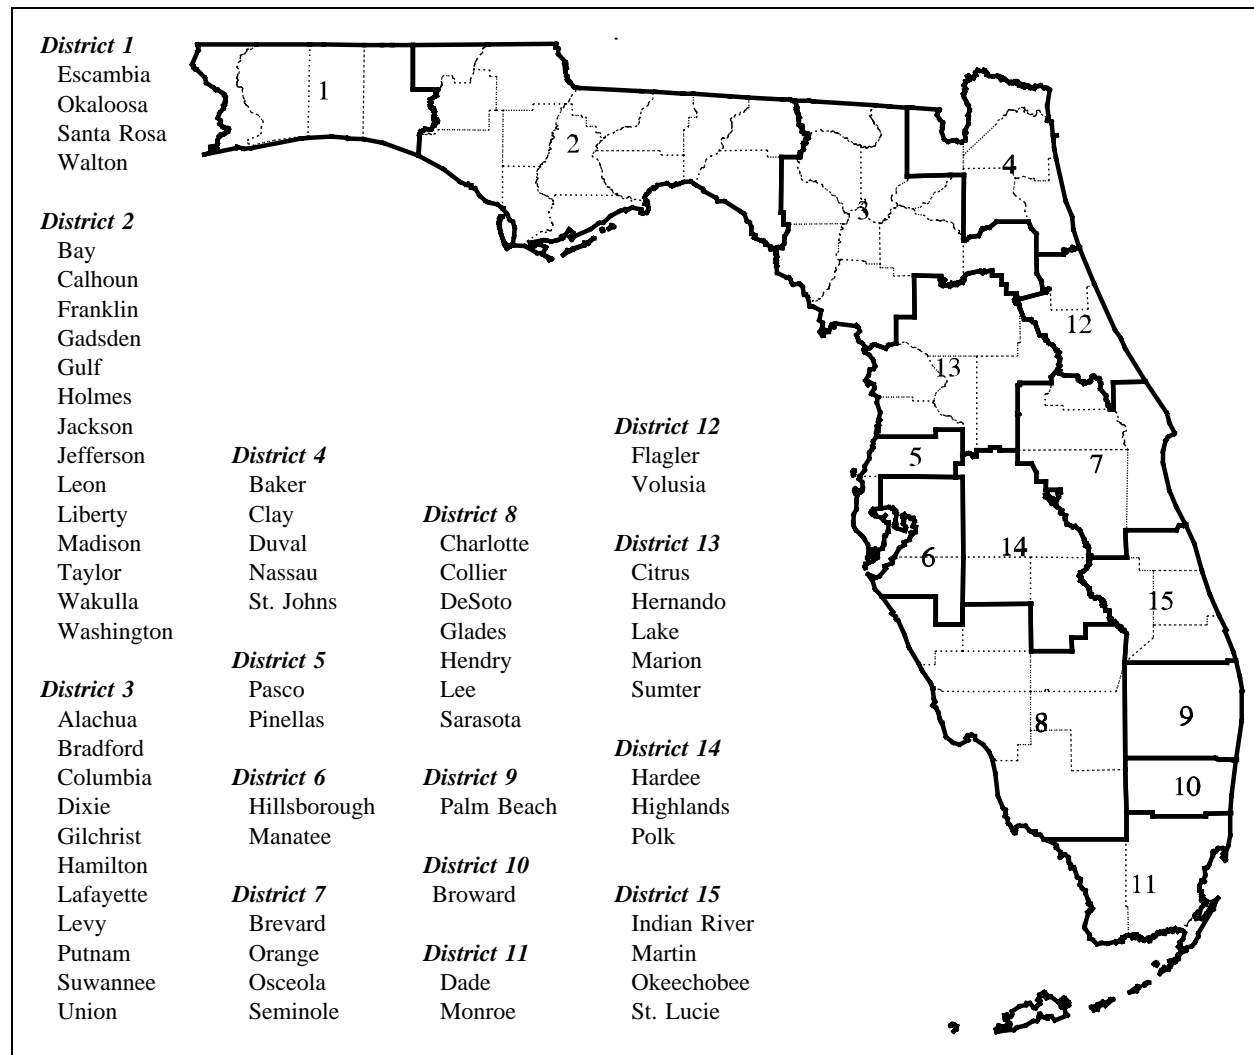 District 1
Escambia
Okaloosa
Santa Rosa
Walton
District 2
Bay
Calhoun
Franklin
Gadsden
Gulf
Holmes
Jackson
Jefferson
Leon
Liberty
Madison
Taylor
Wakulla
Washington
District 3
Alachua
Bradford
Columbia
Dixie
Gilchrist
Hamilton
Lafayette
Levy
Putnam
Suwannee
Union
District 4
Baker
Clay
Duval
Nassau
St. Johns
District 5
Pasco
Pinellas
District 6
Hillsborough
Manatee
District 7
Brevard
Orange
Osceola
Seminole
District 8
Charlotte
Collier
DeSoto
Glades
Hendry
Lee
Sarasota
District 9
Palm Beach
District 10
Broward
District 11
Dade
Monroe
District 12
Flagler
Volusia
District 13
Citrus
Hernando
Lake
Marion
Sumter
District 14
Hardee
Highlands
Polk
District 15
Indian River
Martin
Okeechobee
St. Lucie
1
2
3
4
12
13
5
7
6
14
15
8
9
10
11